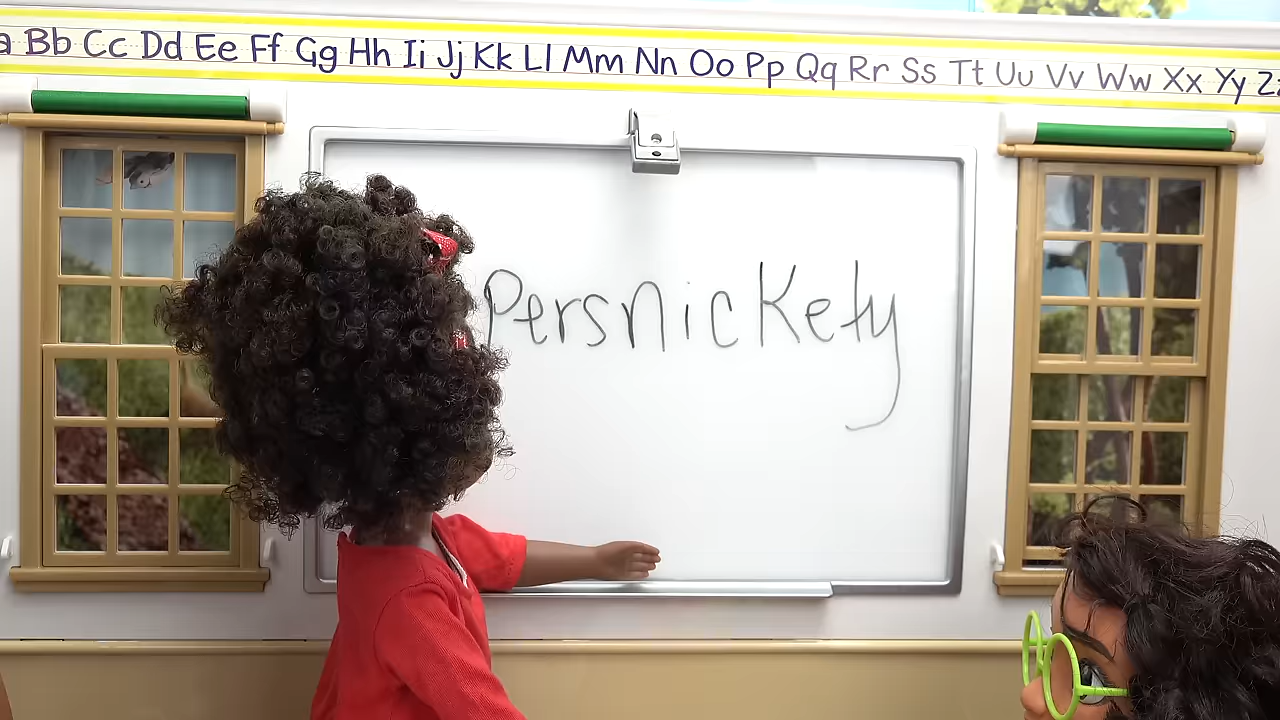 a Bb Cc Dd Ee Ff Gg Hh Ii Jj Kk Ll Mm Nn Oo Pp Qq Rr Ss Tt Uu Vv Ww Xx Yy Zz
Persnickety